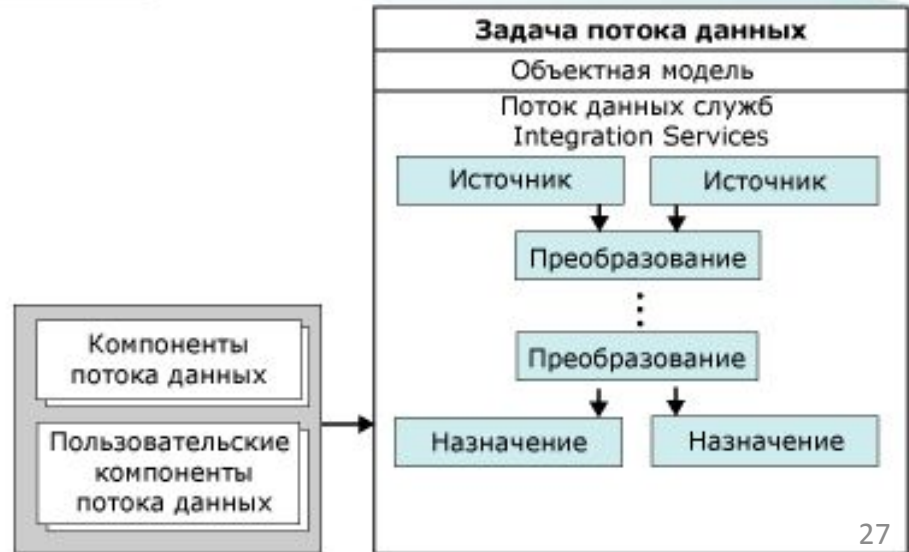 Задача потока данных
Объектная модель
Поток данных служб
Integration Services
Источник
Источник
Преобразование
Преобразование
Назначение
Назначение
Компоненты
потока данных
Пользовательские
компоненты
потока данных
27